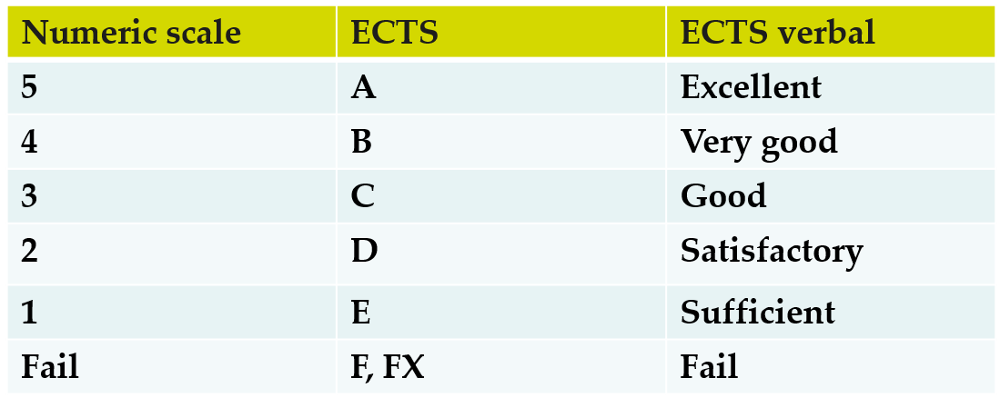 Numeric scale ECTS ECTS verbal
5 A Excellent
4 B Very good
3 C Good
2 D Satisfactory
1 E Sufficient
Fail F, FX Fail